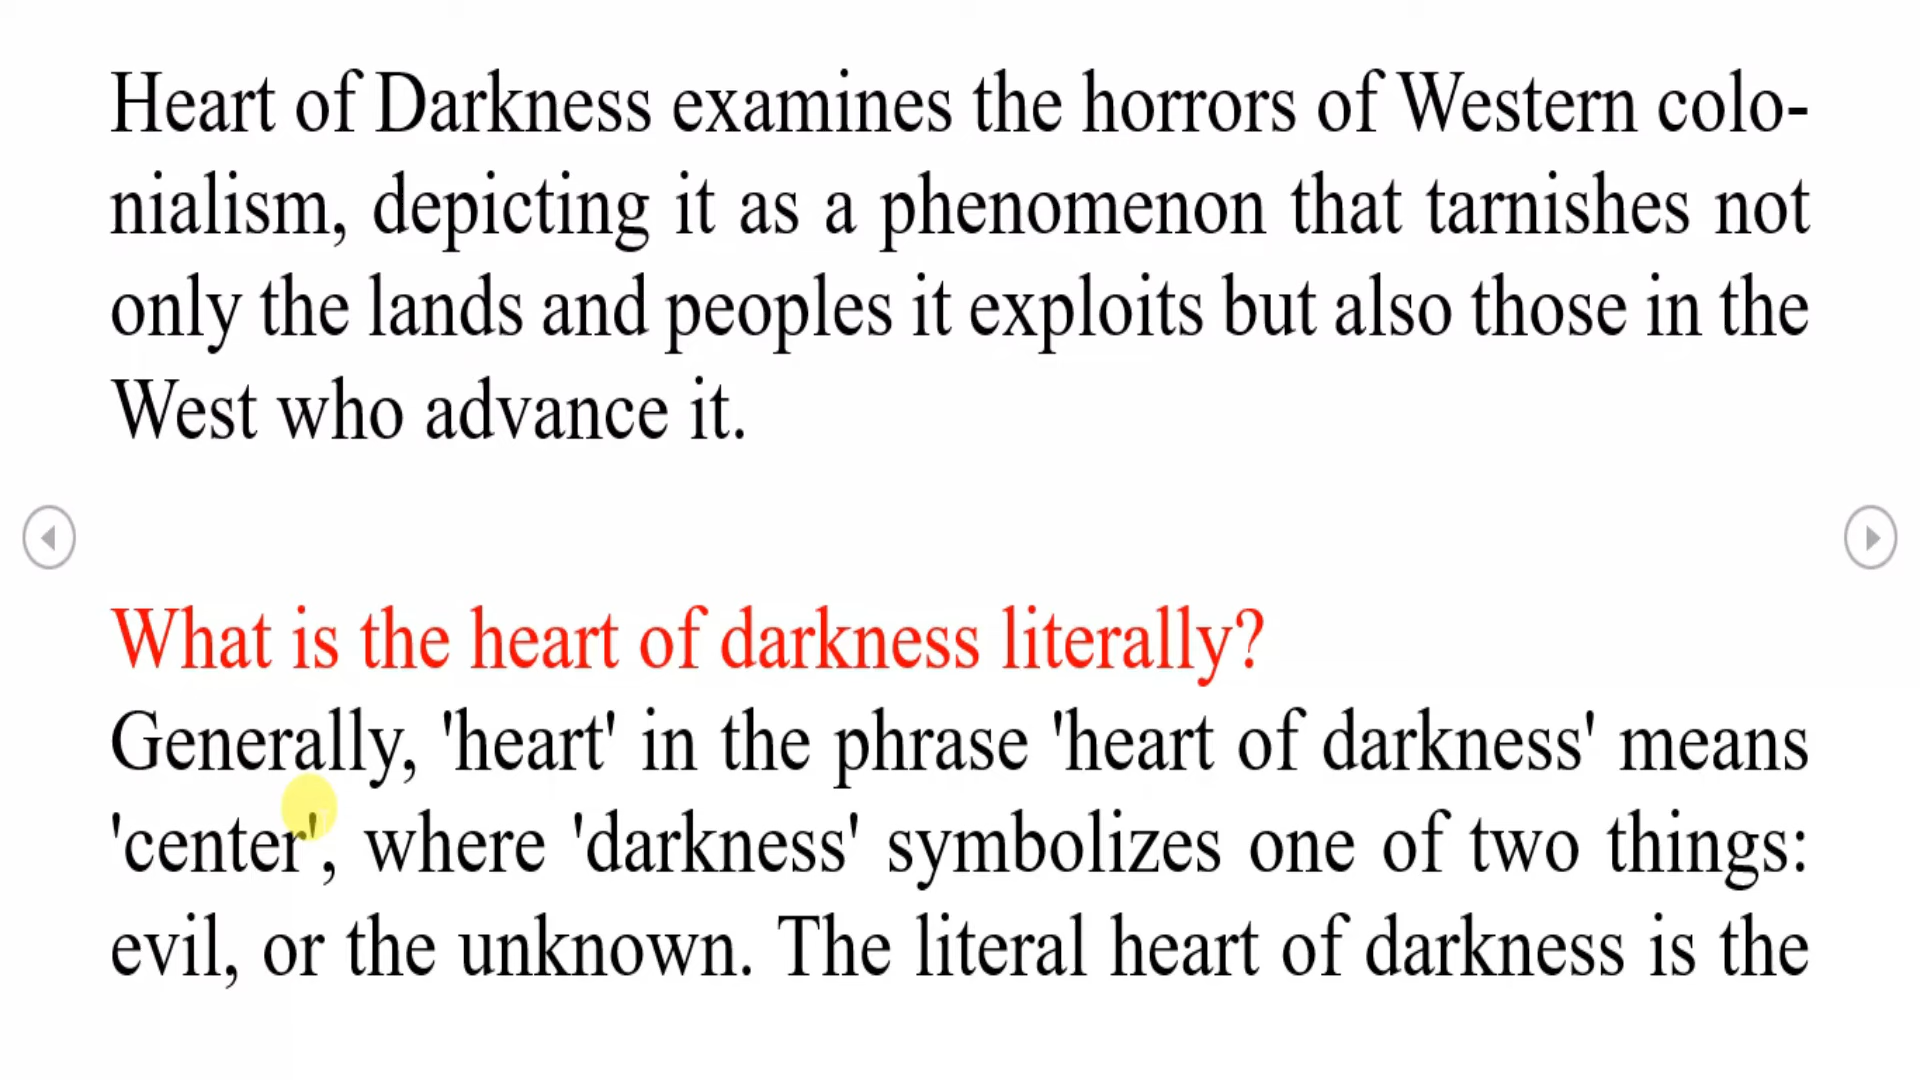 Heart of Darkness examines the horrors of Western colo-
nialism, depicting it as a phenomenon that tarnishes not
only the lands and peoples it exploits but also those in the
West who advance it.
What is the heart of darkness literally?
Generally, 'heart' in the phrase 'heart of darkness' means
'center', where 'darkness' symbolizes one of two things:
evil, or the unknown. The literal heart of darkness is the